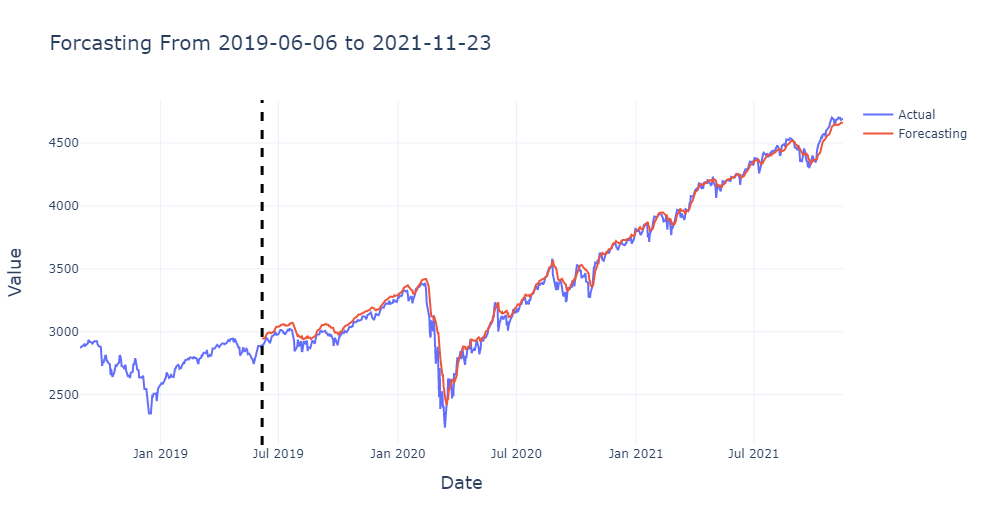 Forcasting From 2019-06-06 to 2021-11-23
Actual
Forecasting
4500
4000
3500
3000
2500
Value
Jan 2019
Jul 2019
Jan 2020
Jul 2020
Jan 2021
Jul 2021
Date